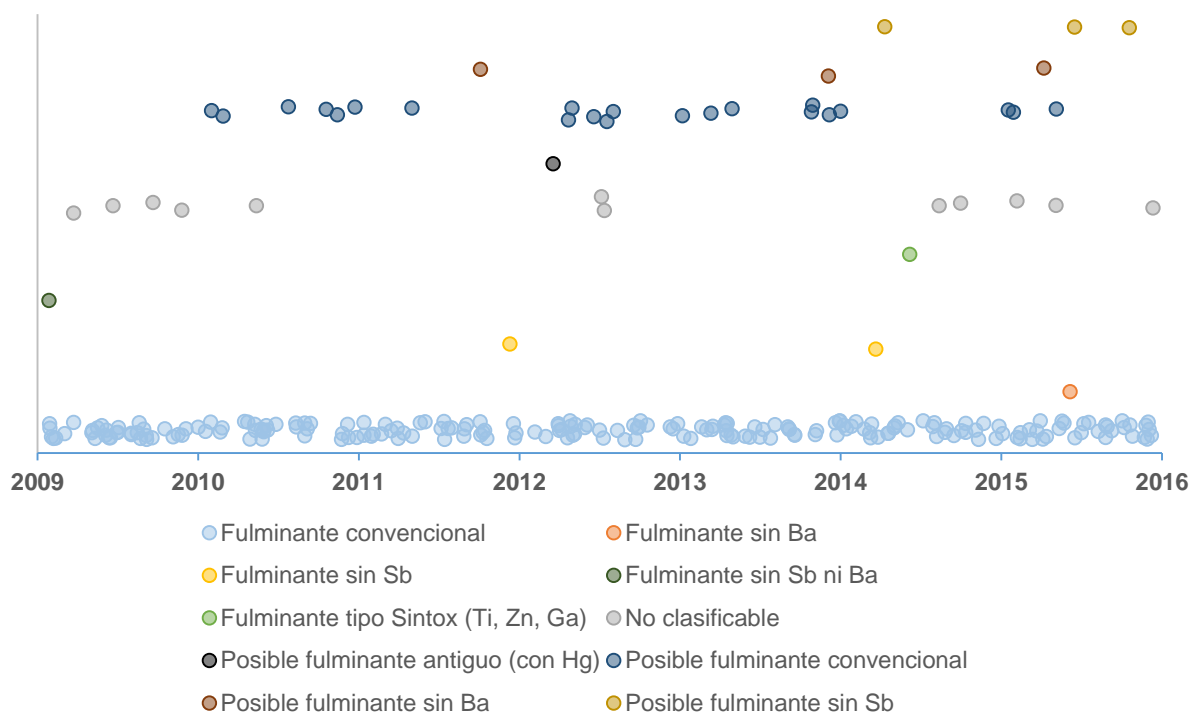 2009 2010 2011 2012 2013 2014 2015 2016
Fulminante convencional Fulminante sin Ba
Fulminante sin Sb Fulminante sin Sb ni Ba
Fulminante tipo Sintox (Ti, Zn, Ga) No clasificable
Posible fulminante antiguo (con Hg) Posible fulminante convencional
Posible fulminante sin Ba Posible fulminante sin Sb